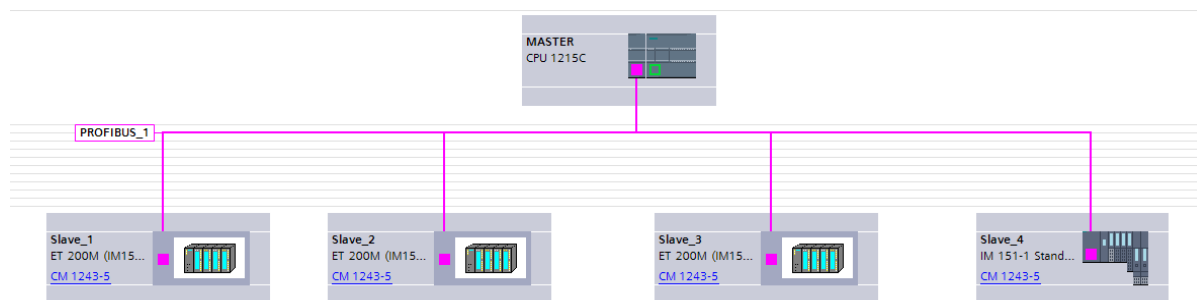 MASTER
CPU 1215C
PROFIBUS_1
Slave_1
ET 200M (IM15...
CM 1243-5
Slave_2
ET 200M (IM15...
CM 1243-5
Slave_3
ET 200M (IM15...
CM 1243-5
Slave_4
IM 151-1 Stand...
CM 1243-5